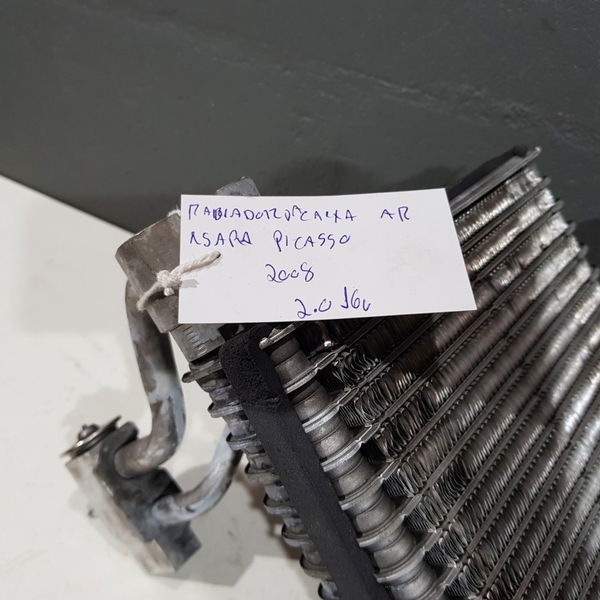 RADIADOR DE CAIXA AR
XSARA PICASSO
2008
2.0 16v